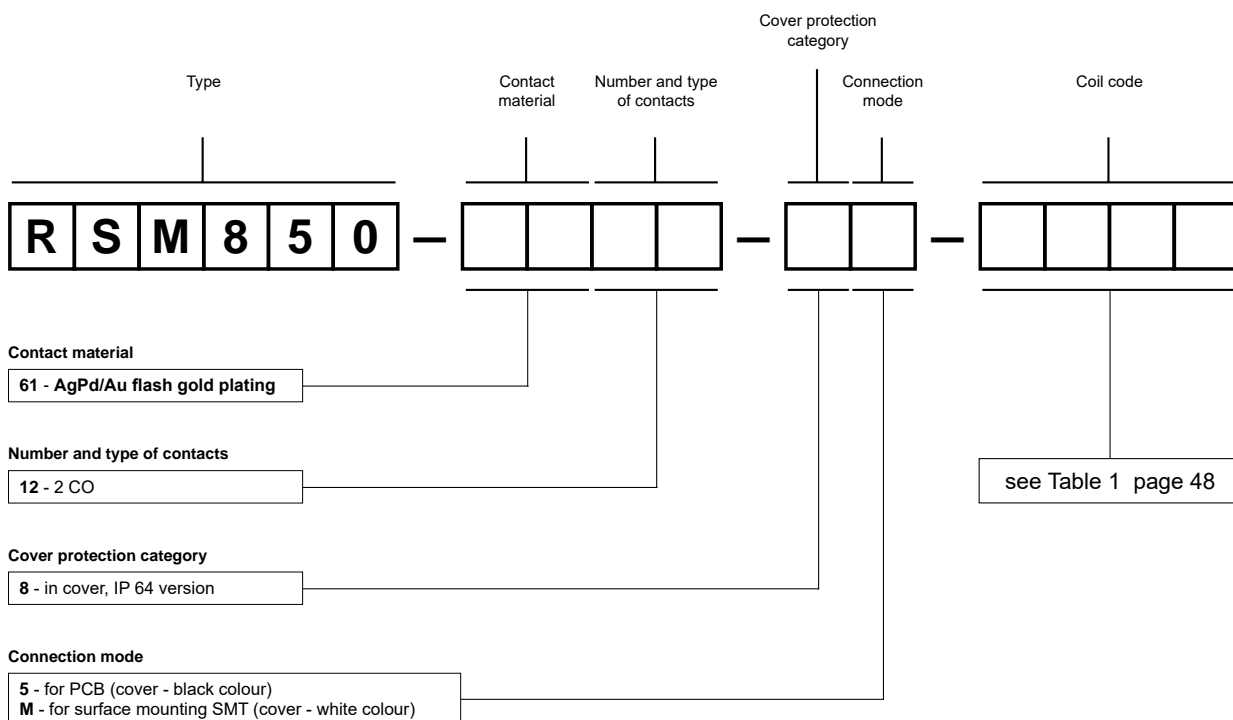 Cover protection
category
Type
Contact
material
Number and type
of contacts
Connection
mode
Coil code
R S M 8 5 0 – –  –
Contact material
61 - AgPd/Au flash gold plating
Number and type of contacts
12 - 2 CO
see Table 1 page 48
Cover protection category
8 - in cover, IP 64 version
Connection mode
5 - for PCB (cover - black colour)
M - for surface mounting SMT (cover - white colour)